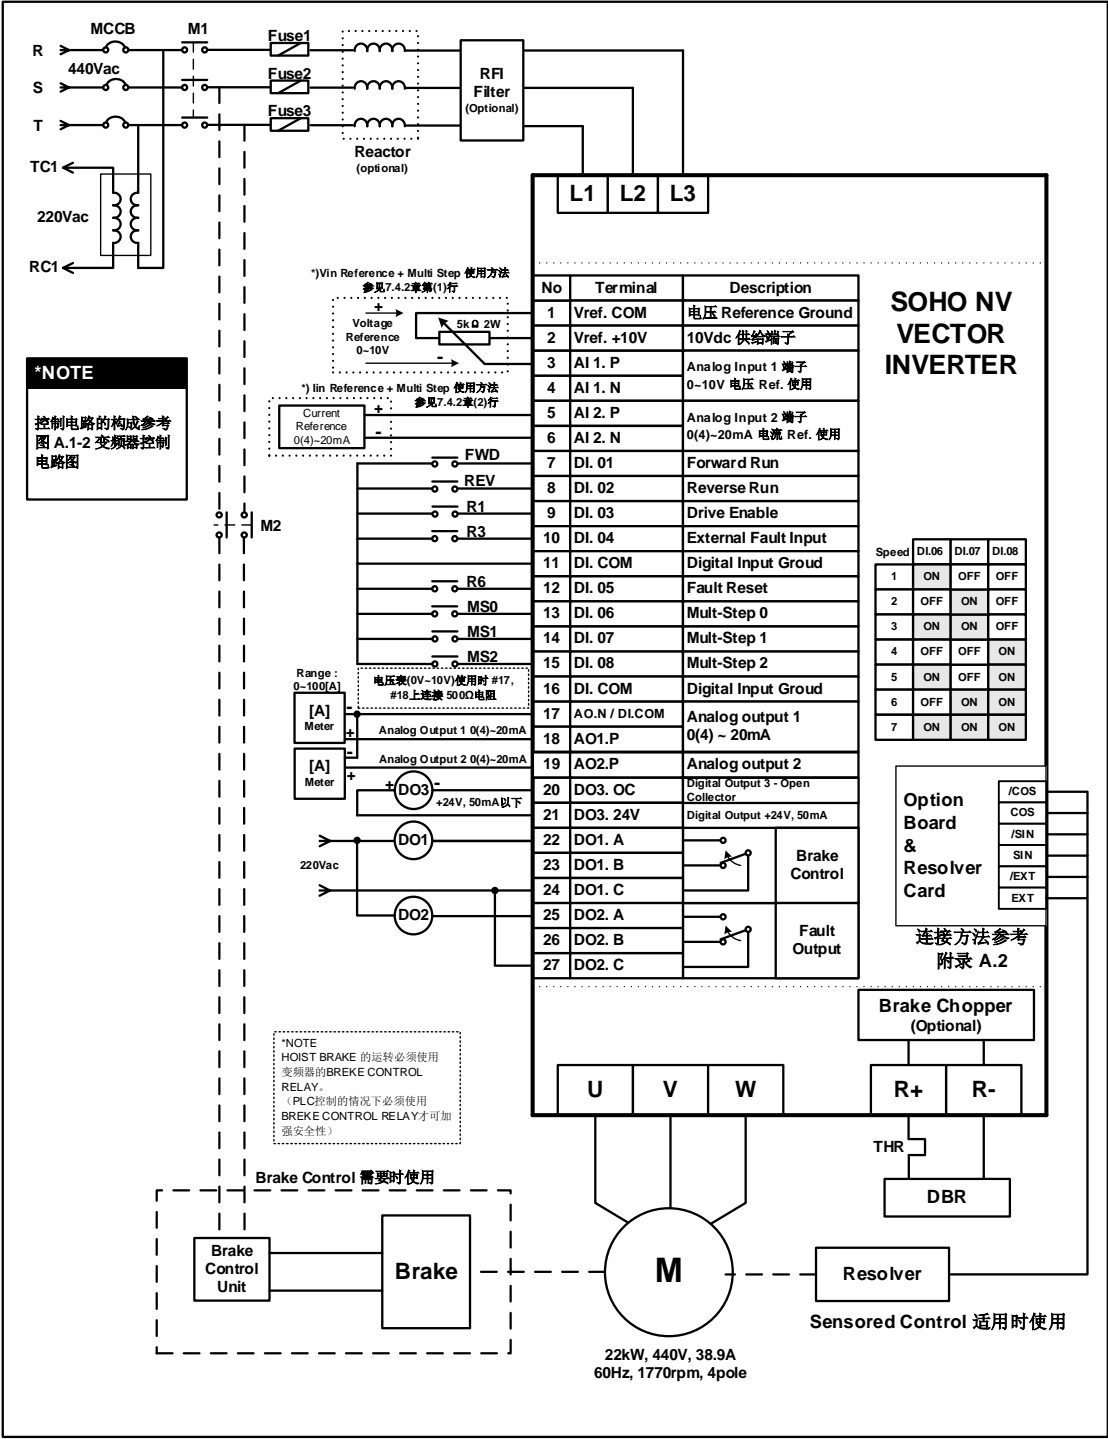 MCCB
M1
R
440Vac
S
T
Fuse1
Fuse2
Fuse3
Reactor
(optional)
RFI
Filter
(Optional)
TC1
220Vac
RC1
L1 L2 L3
SOHO NV
VECTOR
INVERTER
*)Vin Reference + Multi Step 使用方法
参见7.4.2章第(1)行
+
Voltage
Reference
0~10V
-
5kΩ 2W
*) Iin Reference + Multi Step 使用方法
参见7.4.2章(2)行
Current
Reference
0(4)~20mA
+
-
*NOTE
控制电路的构成参考
图 A.1-2 变频器控制
电路图
FWD
REV
R1
R3
R6
MS0
MS1
MS2
M2
No Terminal Description
1 Vref. COM 电压 Reference Ground
2 Vref. +10V 10Vdc 供给端子
3 AI 1. P
4 AI 1. N
Analog Input 1 端子
0~10V 电压 Ref. 使用
5 AI 2. P
6 AI 2. N
Analog Input 2 端子
0(4)~20mA 电流 Ref. 使用
7 DI. 01 Forward Run
8 DI. 02 Reverse Run
9 DI. 03 Drive Enable
10 DI. 04 External Fault Input
11 DI. COM Digital Input Groud
12 DI. 05 Fault Reset
13 DI. 06 Mult-Step 0
14 DI. 07 Mult-Step 1
15 DI. 08 Mult-Step 2
16 DI. COM Digital Input Groud
17 AO.N / DI.COM
18 AO1.P
Analog output 1
0(4) ~ 20mA
19 AO2.P Analog output 2
20 DO3. OC Digital Output 3 - Open
Collector
21 DO3. 24V Digital Output +24V, 50mA
22 DO1. A
23 DO1. B
24 DO1. C
Brake
Control
25 DO2. A
26 DO2. B
27 DO2. C
Fault
Output
Speed DI.06 DI.07 DI.08
1 ON OFF OFF
2 OFF ON OFF
3 ON ON OFF
4 OFF OFF ON
5 ON OFF ON
6 OFF ON ON
7 ON ON ON
Range :
0~100[A]
[A]
Meter
-
+
[A]
Meter
-
+
电压表(0V~10V)使用时 #17,
#18上连接 500Ω电阻
Analog Output 1 0(4)~20mA
Analog Output 2 0(4)~20mA
+
DO3
-
+24V, 50mA以下
DO1
220Vac
DO2
Option
Board
&
Resolver
Card
/COS
COS
/SIN
SIN
/EXT
EXT
连接方法参考
附录 A.2
Brake Chopper
(Optional)
*NOTE
HOIST BRAKE 的运转必须使用
变频器的BREKE CONTROL
RELAY。
（PLC控制的情况下必须使用
BREKE CONTROL RELAY才可加
强安全性）
U V W
R+ R-
THR
DBR
Brake Control 需要时使用
Brake
Control
Unit
Brake
M
Resolver
Sensored Control 适用时使用
22kW, 440V, 38.9A
60Hz, 1770rpm, 4pole